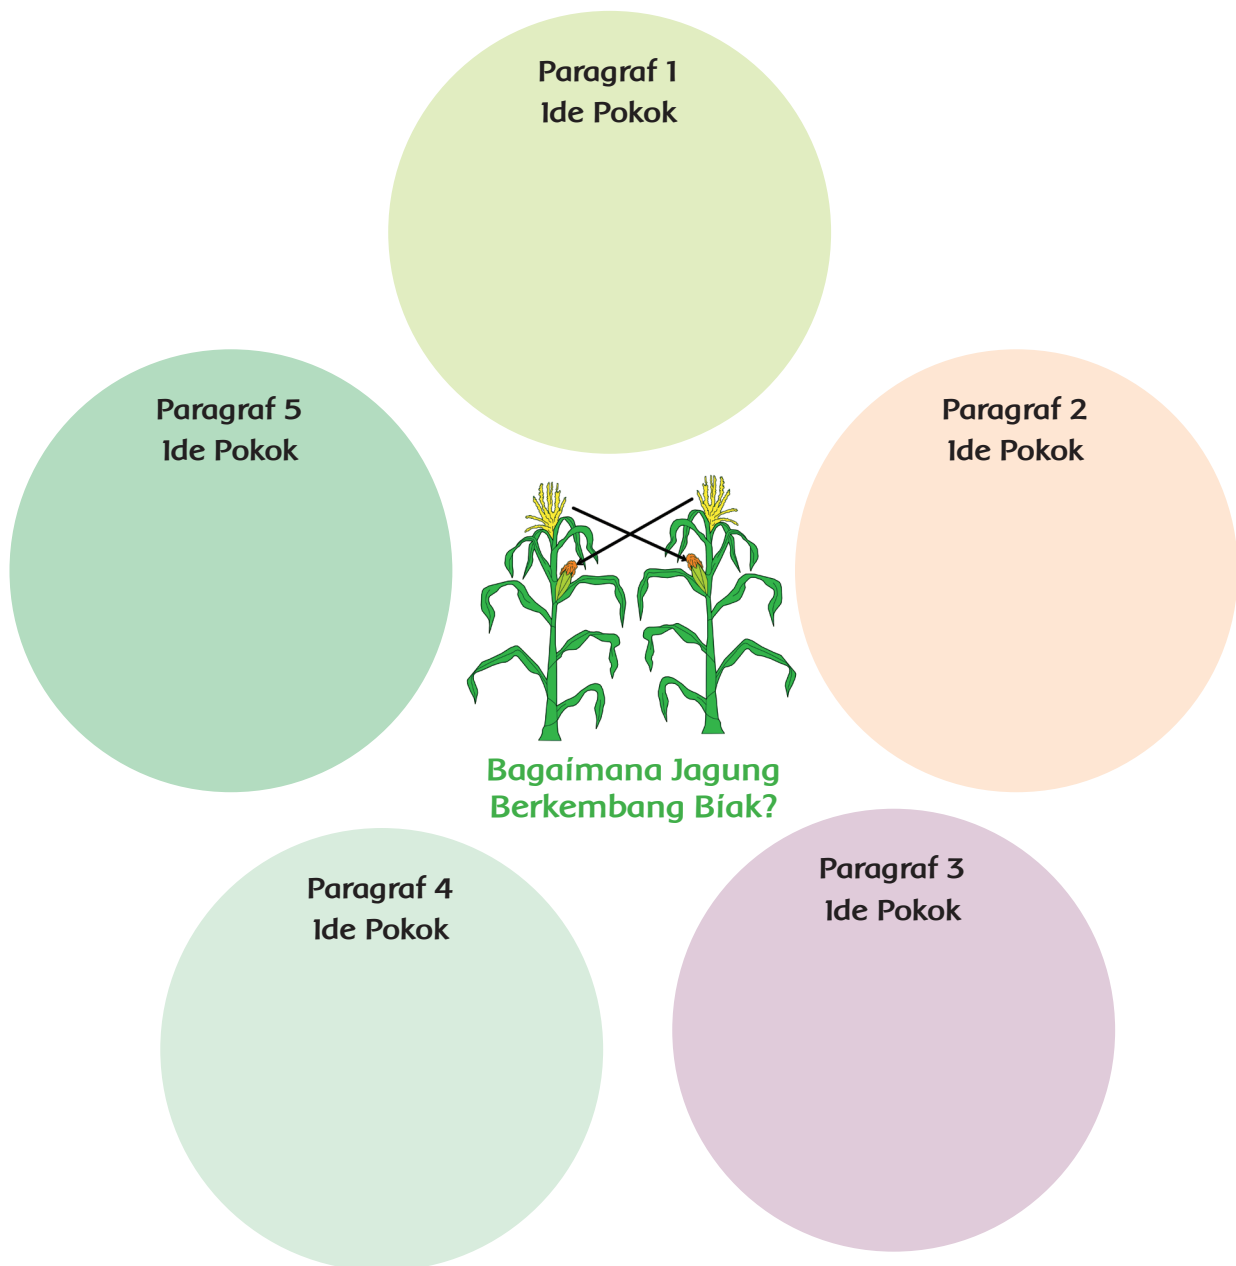 Paragraf 1
Ide Pokok
Paragraf 2
Ide Pokok
Paragraf 3
Ide Pokok
Paragraf 4
Ide Pokok
Paragraf 5
Ide Pokok
Bagaimana Jagung
Berkembang Biak?